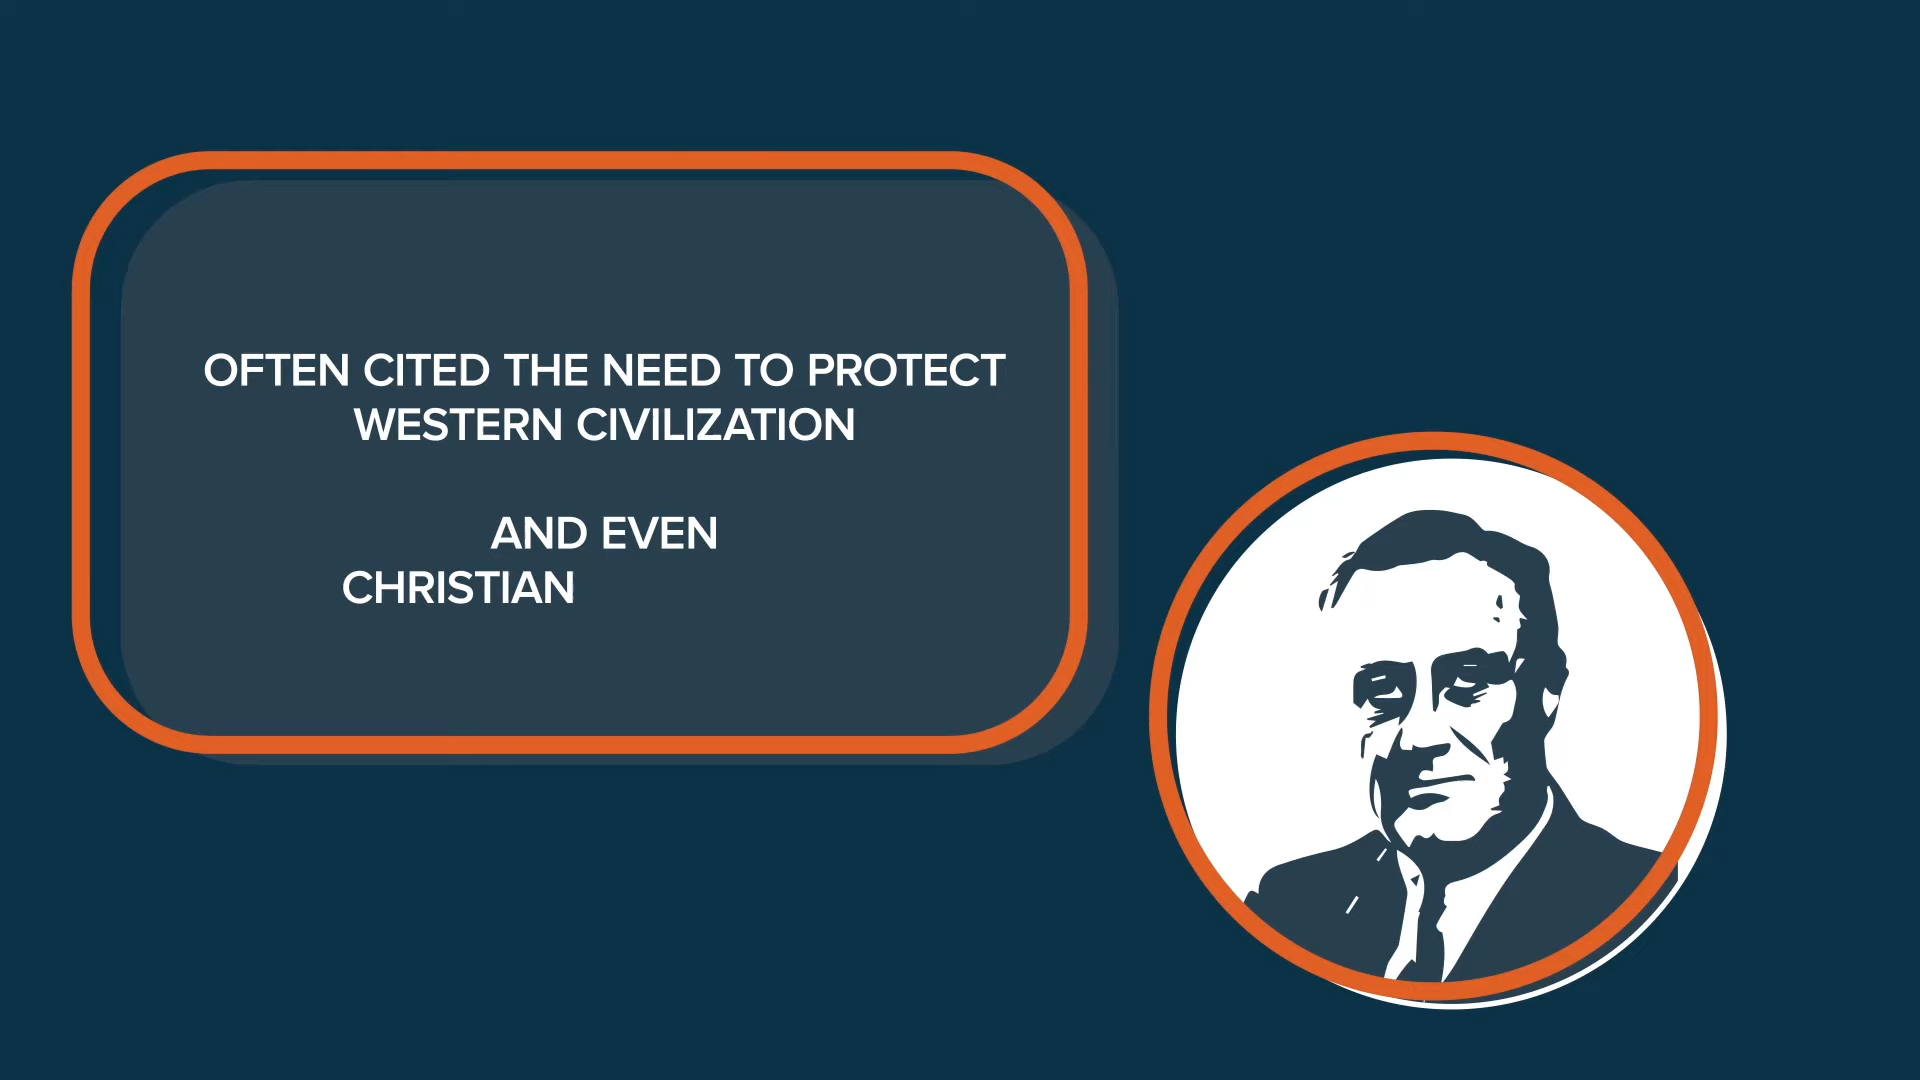 OFTEN CITED THE NEED TO PROTECT
WESTERN CIVILIZATION
AND EVEN
CHRISTIAN